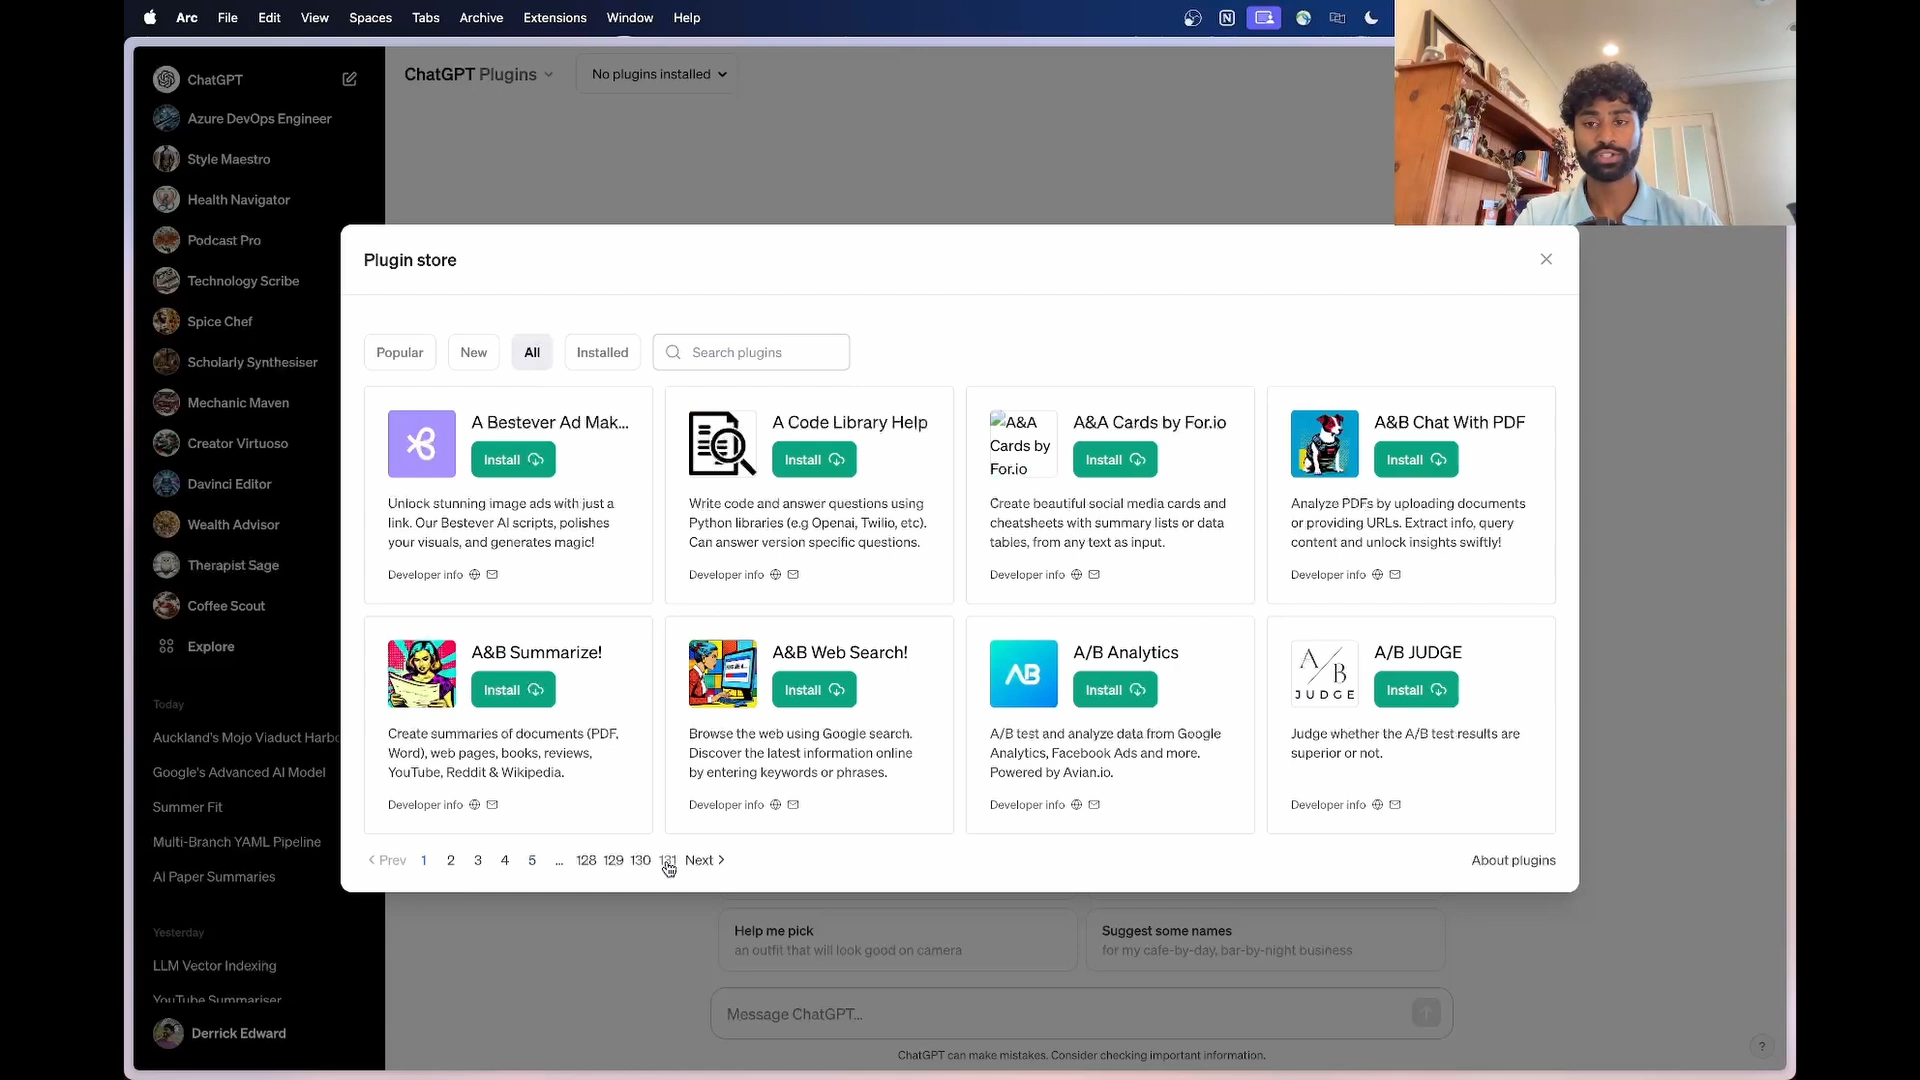 Arc File Edit View Spaces Tabs Archive Extensions Window Help
ChatGPT
Azure DevOps Engineer
Style Maestro
Health Navigator
Podcast Pro
Technology Scribe
Spice Chef
Scholarly Synthesiser
Mechanic Maven
Creator Virtuoso
Davinci Editor
Wealth Advisor
Therapist Sage
Coffee Scout
Explore
Today
Auckland's Mojo Viaduct Harbo
Google's Advanced AI Model
Summer Fit
Multi-Branch YAML Pipeline
AI Paper Summaries
Yesterday
LLM Vector Indexing
YouTube Summariser
Derrick Edward
ChatGPT Plugins
No plugins installed
Plugin store
Popular New All Installed Search plugins
A Bestever Ad Mak...
Install
Unlock stunning image ads with just a
link. Our Bestever AI scripts, polishes
your visuals, and generates magic!
Developer info
A Code Library Help
Install
Write code and answer questions using
Python libraries (e.g Openai, Twilio, etc).
Can answer version specific questions.
Developer info
A&A
Cards by
For.io
A&A Cards by For.io
Install
Create beautiful social media cards and
cheatsheets with summary lists or data
tables, from any text as input.
Developer info
A&B Chat With PDF
Install
Analyze PDFs by uploading documents
or providing URLs. Extract info, query
content and unlock insights swiftly!
Developer info
A&B Summarize!
Install
Create summaries of documents (PDF,
Word), web pages, books, reviews,
YouTube, Reddit & Wikipedia.
Developer info
A&B Web Search!
Install
Browse the web using Google search.
Discover the latest information online
by entering keywords or phrases.
Developer info
AB
A/B Analytics
Install
A/B test and analyze data from Google
Analytics, Facebook Ads and more.
Powered by Avian.io.
Developer info
A/B
JUDGE
A/B JUDGE
Install
Judge whether the A/B test results are
superior or not.
Developer info
Prev 1 2 3 4 5 ... 128 129 130 131 Next
About plugins
Help me pick
an outfit that will look good on camera
Suggest some names
for my cafe-by-day, bar-by-night business
Message ChatGPT...
ChatGPT can make mistakes. Consider checking important information.
?